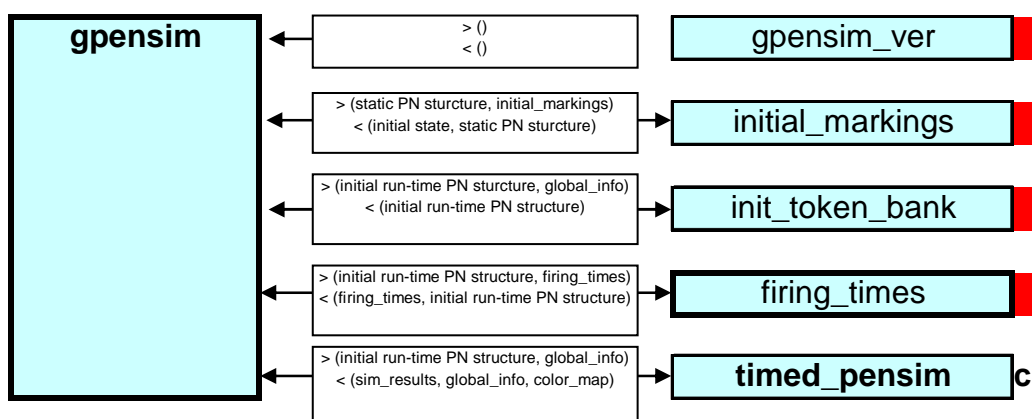 gpensim
> ()
< ()
gpensim_ver
> (static PN sturcture, initial_markings)
< (initial state, static PN sturcture)
initial_markings
> (initial run-time PN sturcture, global_info)
< (initial run-time PN structure)
init_token_bank
> (initial run-time PN structure, firing_times)
< (firing_times, initial run-time PN structure)
firing_times
> (initial run-time PN structure, global_info)
< (sim_results, global_info, color_map)
timed_pensim
c